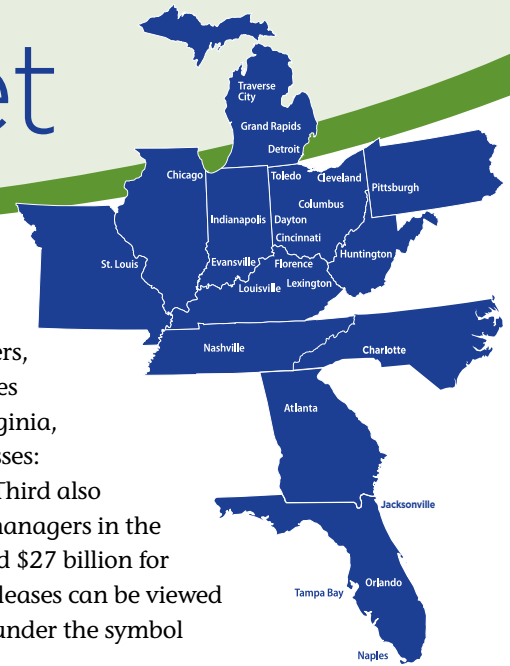 et
Traverse
City
Grand Rapids
Detroit
Chicago
Toledo
Cleveland
Pittsburgh
Columbus
Indianapolis
Dayton
Cincinnati
Huntington
St. Louis
Evansville
Florence
Louisville
Lexington
Nashville
Charlotte
Atlanta
Jacksonville
Orlando
Tampa Bay
Naples
ers,
es
ginia,
sses:
Third also
managers in the
d $27 billion for
leases can be viewed
under the symbol